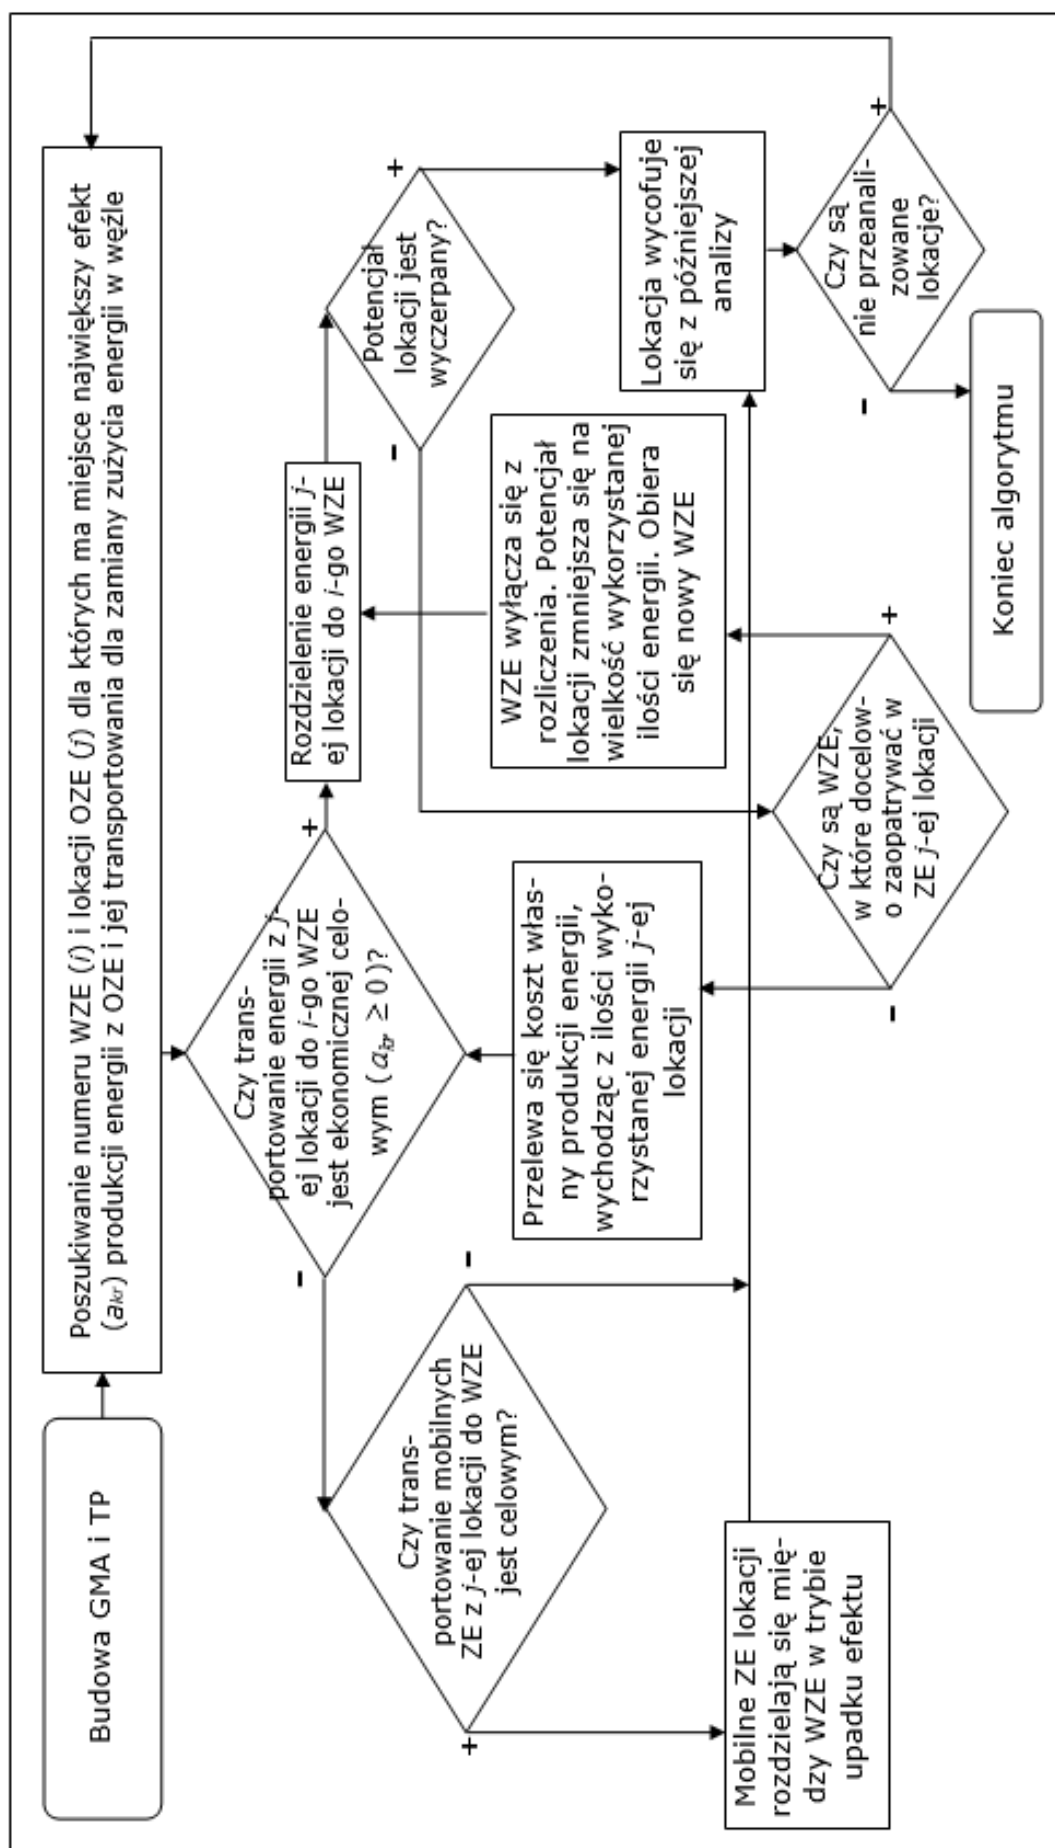 Budowa GMA i TP
Poszukiwanie numeru WZE (i) i lokacji OZE (j) dla których ma miejsce największy efekt
(akr) produkcji energii z OZE i jej transportowania dla zamiany zużycia energii w węźle
Czy trans-
portowanie energii z j-
ej lokacji do i-go WZE
jest ekonomicznej celo-
wym (akr ≥ 0)?
+
−
Rozdzielenie energii j-
ej lokacji do i-go WZE
Potencjał
lokacji jest
wyczerpany?
+
−
Czy trans-
portowanie mobilnych
ZE z j-ej lokacji do WZE
jest celowym?
+
−
Przelewa się koszt włas-
ny produkcji energii,
wychodząc z ilości wyko-
rzystanej energii j-ej
lokacji
WZE wyłącza się z
rozliczenia. Potencjał
lokacji zmniejsza się na
wielkość wykorzystanej
ilości energii. Obiera
się nowy WZE
Lokacja wycofuje
się z późniejszej
analizy
Mobilne ZE lokacji
rozdzielają się mię-
dzy WZE w trybie
upadku efektu
Czy są WZE,
w które docelow-
o zaopatrywać w
ZE j-ej lokacji
+
−
Czy są
nie przeanali-
zowane
lokacje?
+
−
Koniec algorytmu